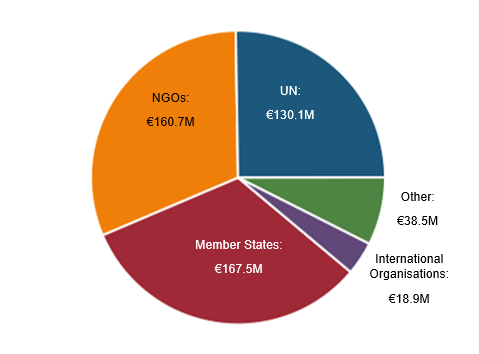 NGOs:
€160.7M
UN:
€130.1M
Other:
€38.5M
Member States:
€167.5M
International
Organisations:
€18.9M